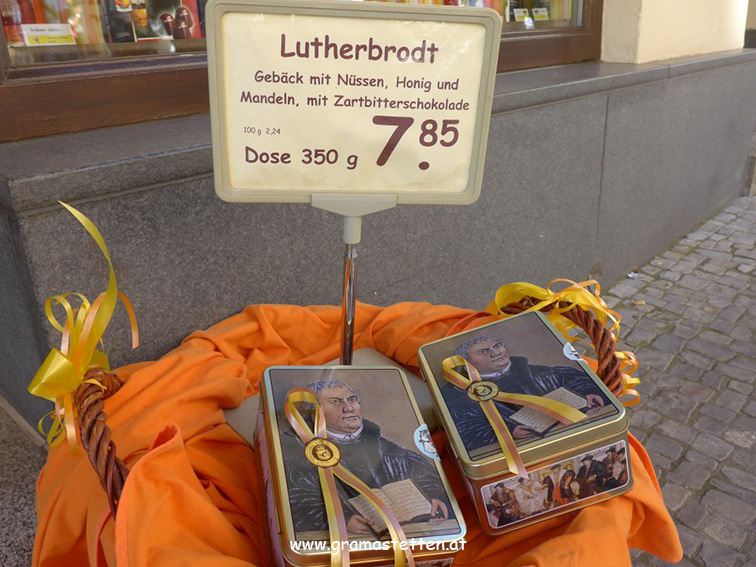 Lutherbrodt
Gebäck mit Nüssen, Honig und
Mandeln, mit Zartbitterschokolade
100 g 2,24
Dose 350 g 7.85
www.gramastetten.at